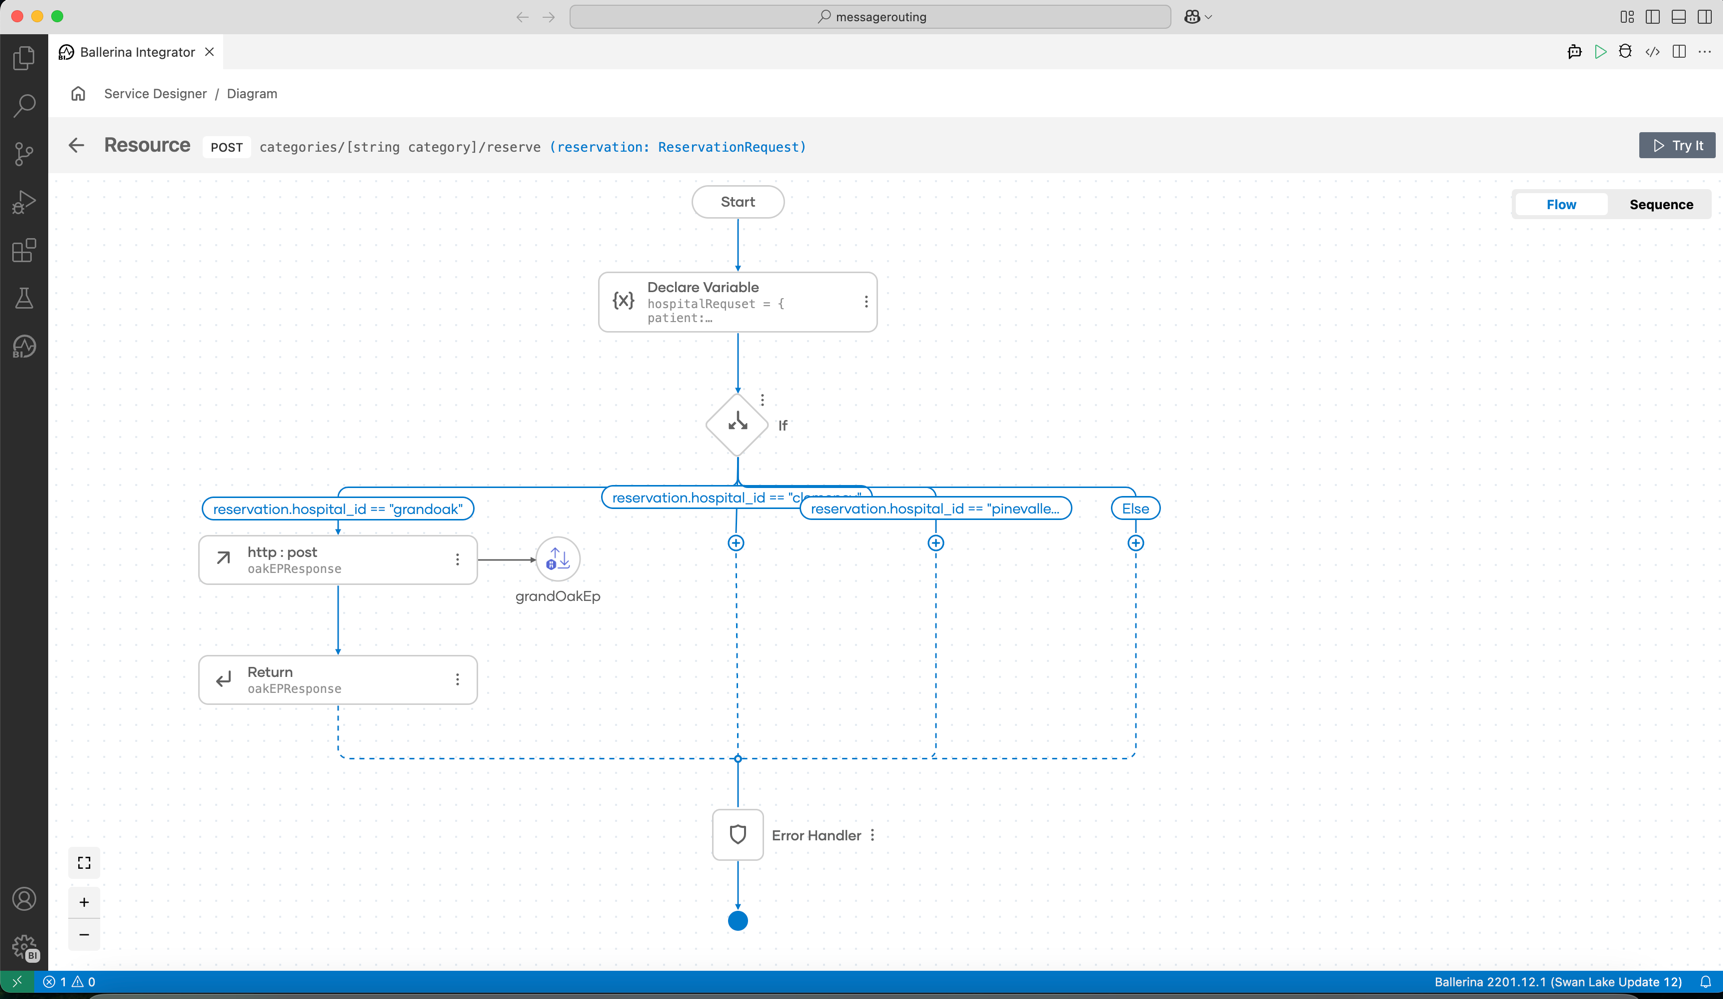 messagerouting
Ballerina Integrator
Service Designer / Diagram
Resource POST categories/[string category]/reserve (reservation: ReservationRequest)
Try It
Flow
Sequence
Start
Declare Variable
hospitalRequset = {
patient:…
If
reservation.hospital_id == "grandoak"
reservation.hospital_id ==
reservation.hospital_id == "pinevalle...
Else
http : post
oakEPResponse
grandOakEp
Return
oakEPResponse
Error Handler
+
−
BI
BI
1 0
Ballerina 2201.12.1 (Swan Lake Update 12)